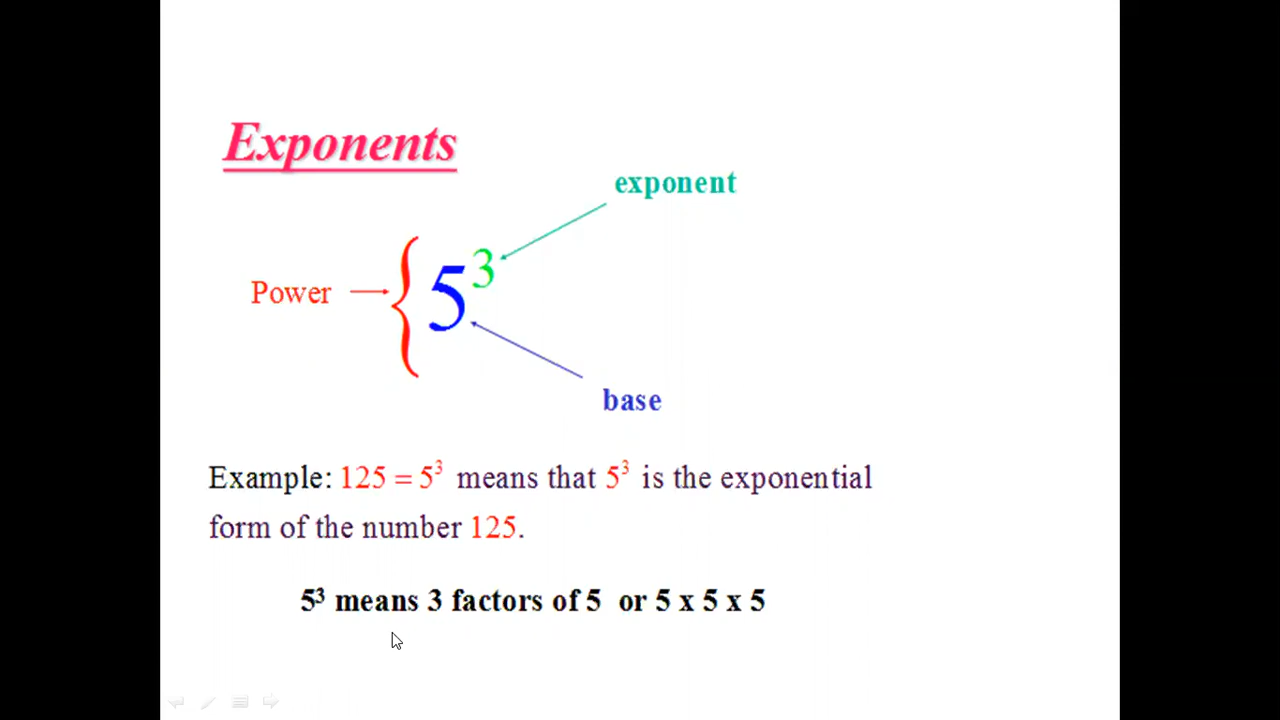 Exponents
exponent
Power → { 5³
base
Example: 125 = 5³ means that 5³ is the exponential
form of the number 125.
5³ means 3 factors of 5 or 5 x 5 x 5